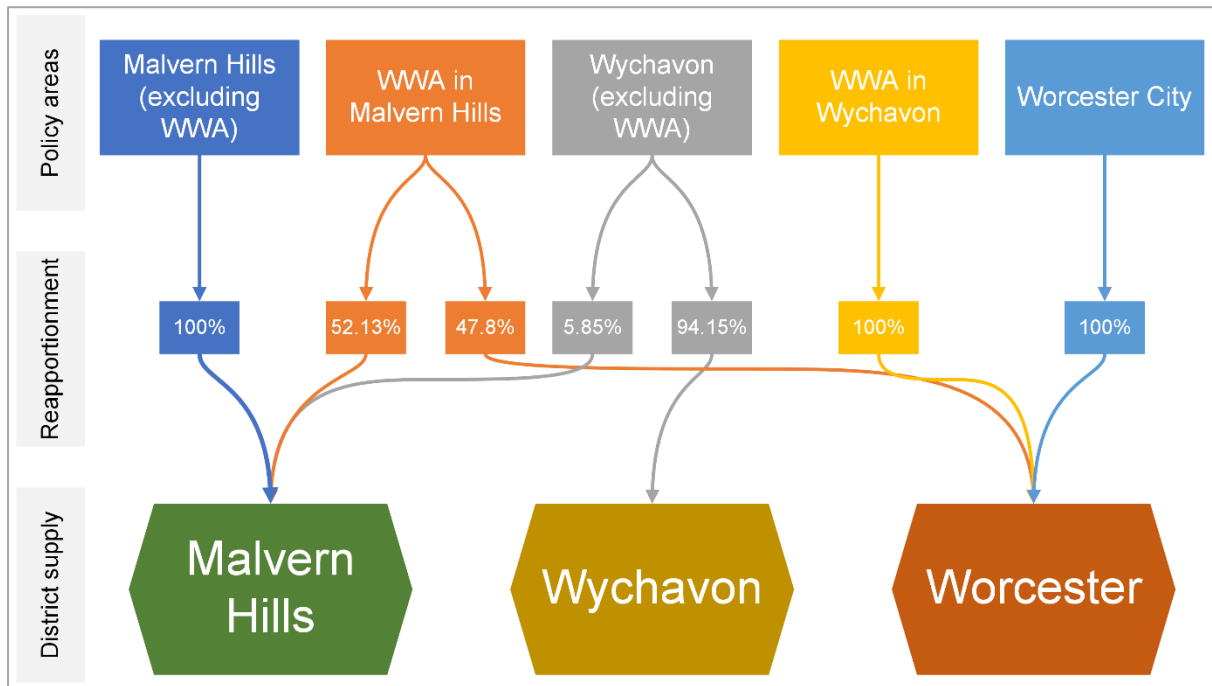 Policy areas
Malvern Hills
(excluding
WWA)
WWA in
Malvern Hills
Wychavon
(excluding
WWA)
WWA in
Wychavon
Worcester City
Reapportionment
100%
52.13%
47.8%
5.85%
94.15%
100%
100%
District supply
Malvern
Hills
Wychavon
Worcester